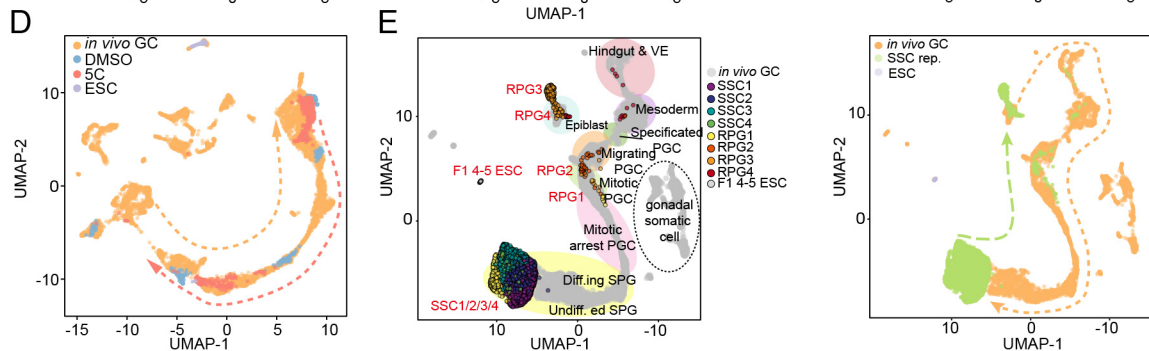 UMAP-1
D
in vivo GC
DMSO
5C
ESC
10
0
-10
-15
-10
-5
0
5
10
UMAP-1
UMAP-2
E
Hindgut & VE
RPG3
RPG4
Epiblast
Mesoderm
Specificated
PGC
Migrating
PGC
F1 4-5 ESC
RPG2
Mitotic
PGC
RPG1
gonadal
somatic
cell
Mitotic
arrest PGC
Diff.ing SPG
SSC1/2/3/4
Undiff. ed SPG
10
0
10
0
-10
UMAP-1
UMAP-2
in vivo GC
SSC1
SSC2
SSC3
SSC4
RPG1
RPG2
RPG3
RPG4
F1 4-5 ESC
in vivo GC
SSC rep.
ESC
10
0
10
0
-10
UMAP-1
UMAP-2